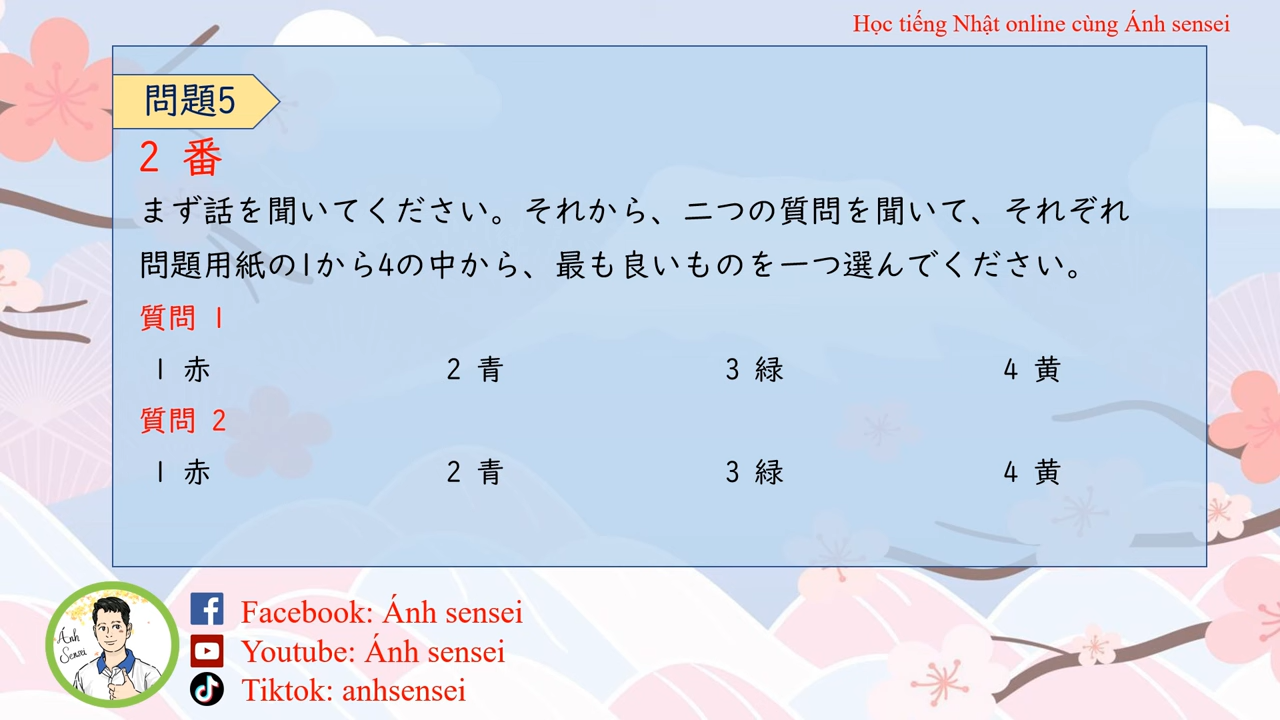 Học tiếng Nhật online cùng Ánh sensei
問題5
2 番
まず話を聞いてください。それから、二つの質問を聞いて、それぞれ
問題用紙の1から4の中から、最も良いものを一つ選んでください。
質問 1
1 赤 2 青 3 緑 4 黄
質問 2
1 赤 2 青 3 緑 4 黄
Ánh Sensei
Facebook: Ánh sensei
Youtube: Ánh sensei
Tiktok: anhsensei